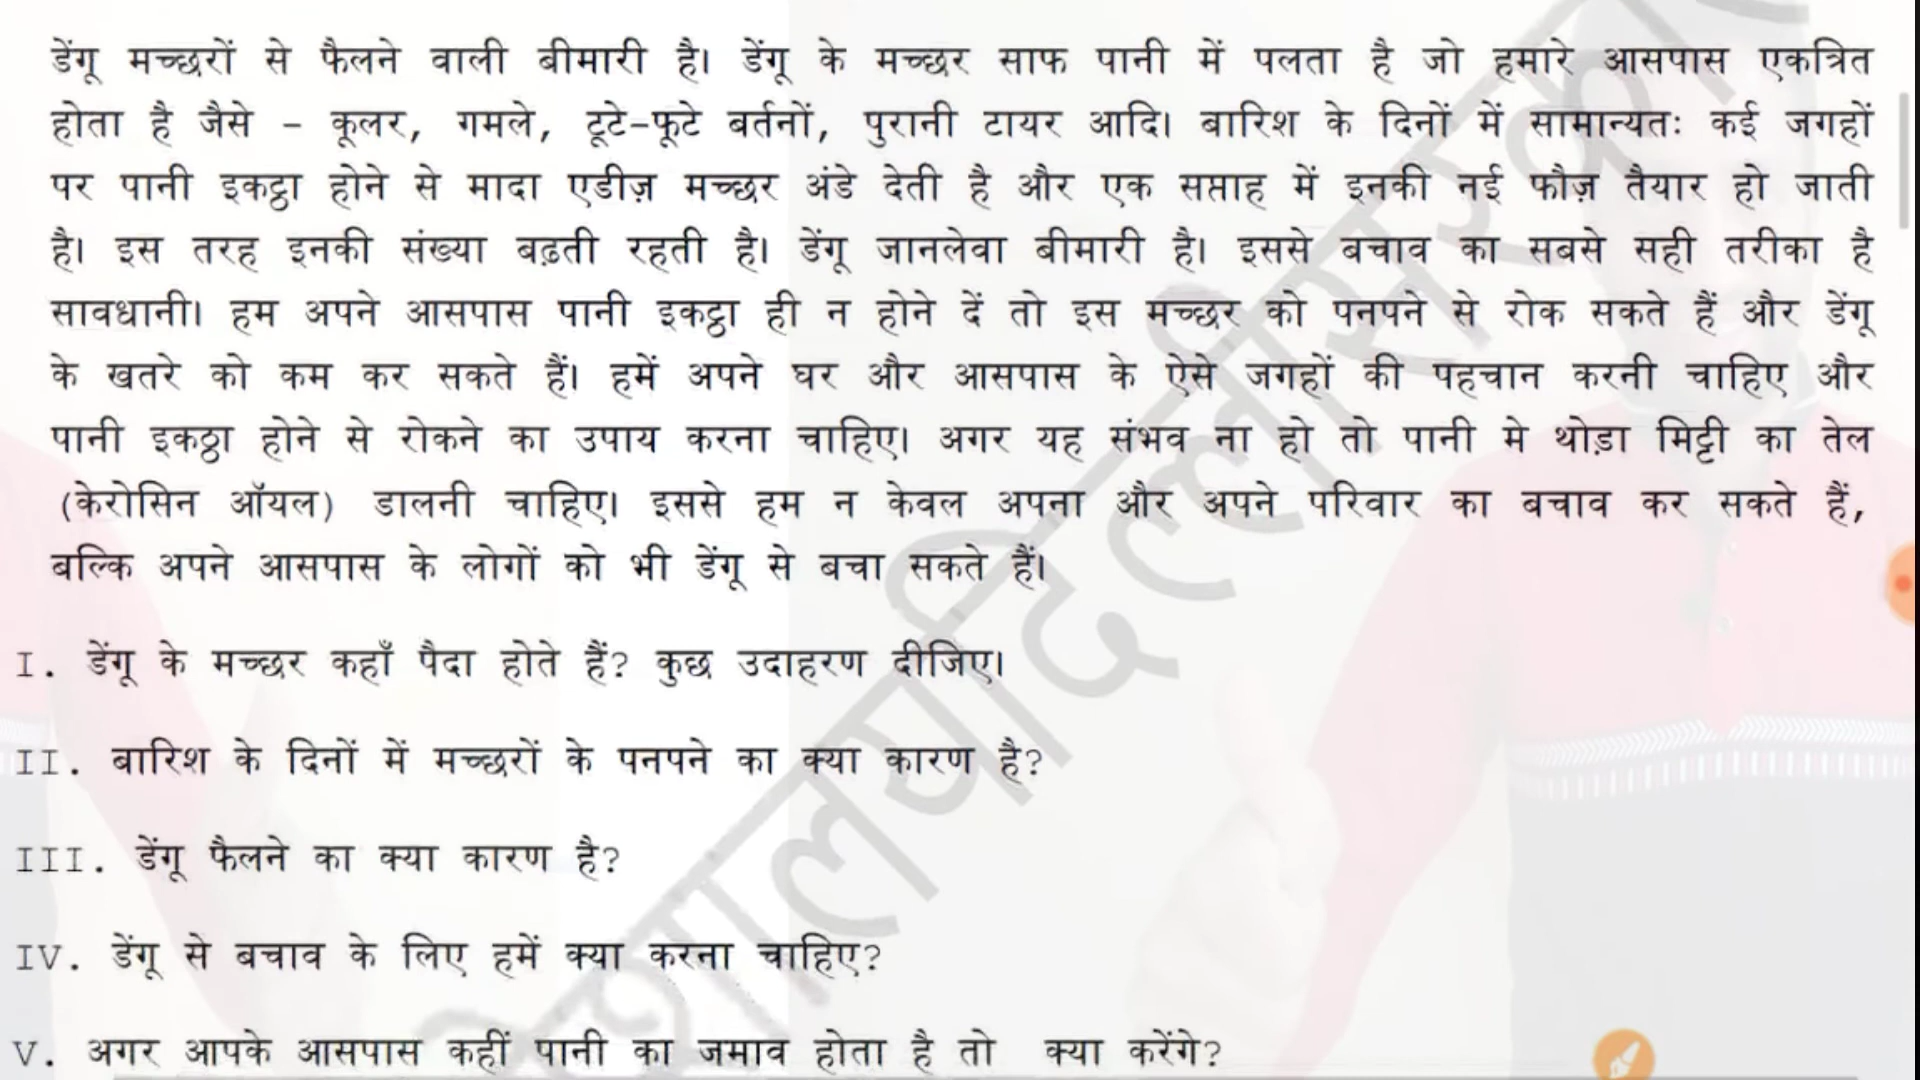 डेंगू मच्छरों से फैलने वाली बीमारी है। डेंगू के मच्छर साफ पानी में पलता है जो हमारे आसपास एकत्रित
होता है जैसे - कूलर, गमले, टूटे-फूटे बर्तनों, पुरानी टायर आदि। बारिश के दिनों में सामान्यतः कई जगहों
पर पानी इकट्ठा होने से मादा एडीज़ मच्छर अंडे देती है और एक सप्ताह में इनकी नई फौज़ तैयार हो जाती
है। इस तरह इनकी संख्या बढ़ती रहती है। डेंगू जानलेवा बीमारी है। इससे बचाव का सबसे सही तरीका है
सावधानी। हम अपने आसपास पानी इकट्ठा ही न होने दें तो इस मच्छर को पनपने से रोक सकते हैं और डेंगू
के खतरे को कम कर सकते हैं। हमें अपने घर और आसपास के ऐसे जगहों की पहचान करनी चाहिए और
पानी इकठ्ठा होने से रोकने का उपाय करना चाहिए। अगर यह संभव ना हो तो पानी मे थोड़ा मिट्टी का तेल
(केरोसिन ऑयल) डालनी चाहिए। इससे हम न केवल अपना और अपने परिवार का बचाव कर सकते हैं,
बल्कि अपने आसपास के लोगों को भी डेंगू से बचा सकते हैं।
I. डेंगू के मच्छर कहाँ पैदा होते हैं? कुछ उदाहरण दीजिए।
II. बारिश के दिनों में मच्छरों के पनपने का क्या कारण है?
III. डेंगू फैलने का क्या कारण है?
IV. डेंगू से बचाव के लिए हमें क्या करना चाहिए?
V. अगर आपके आसपास कहीं पानी का जमाव होता है तो क्या करेंगे?